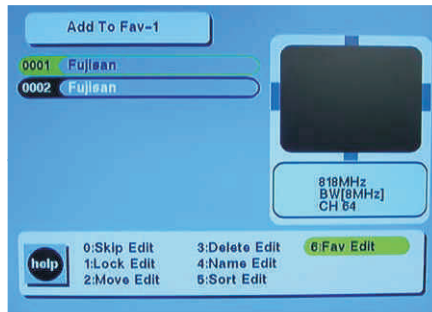 Add To Fav-1
0001 Fujisan
0002 Fujisan
818MHz
BW[8MHz]
CH 64
help
0:Skip Edit 3:Delete Edit 6:Fav Edit
1:Lock Edit 4:Name Edit
2:Move Edit 5:Sort Edit